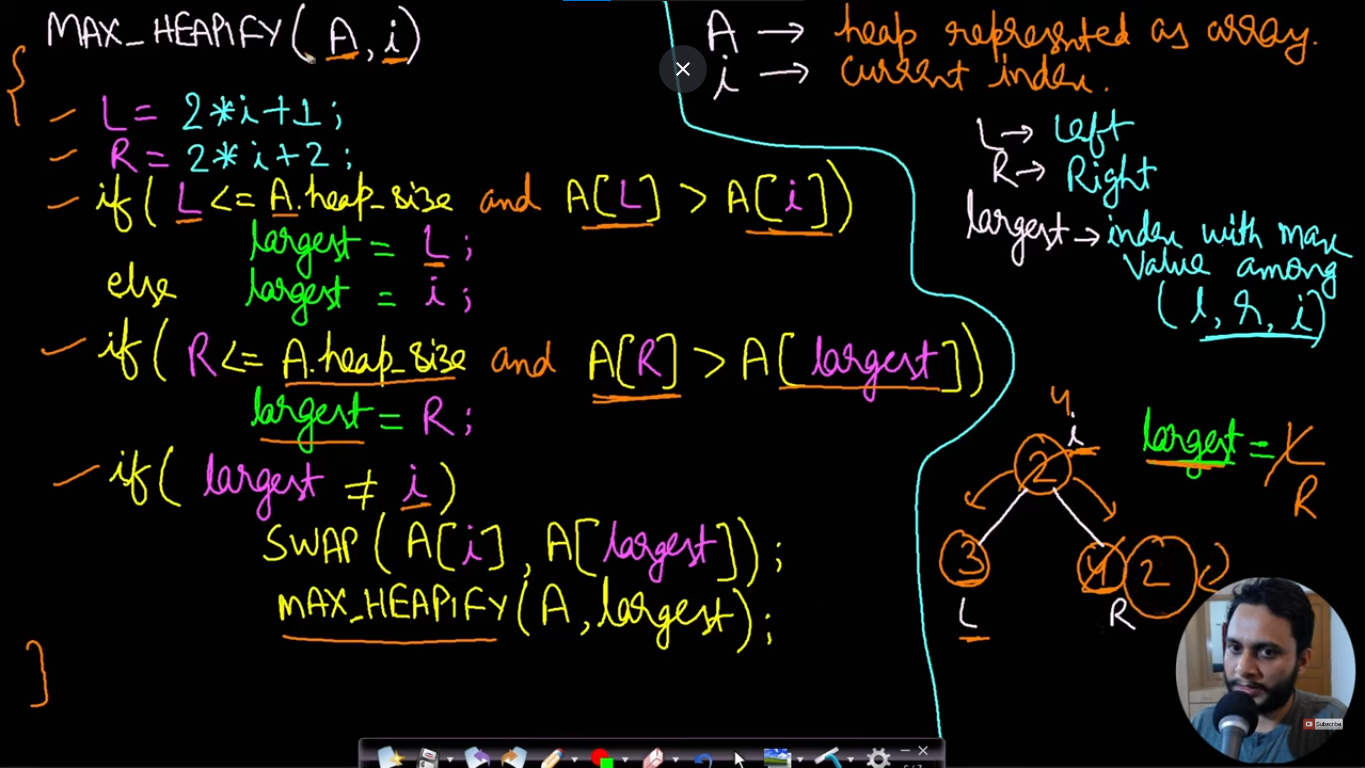 MAX_HEAPIFY(A, i)
{
L = 2*i+1;
R = 2*i+2;
if( L <= A.heap_size and A[L] > A[i])
largest = L;
else largest = i;
if( R <= A.heap_size and A[R] > A[largest])
largest = R;
if( largest ≠ i)
SWAP(A[i], A[largest]);
MAX_HEAPIFY(A, largest);
}
A → heap represented as array.
i → current index.
L → left
R → Right
largest → index with max
value among
(l, r, i)
4
i
2
largest = L
R
3
4
2
L
R
Subscribe